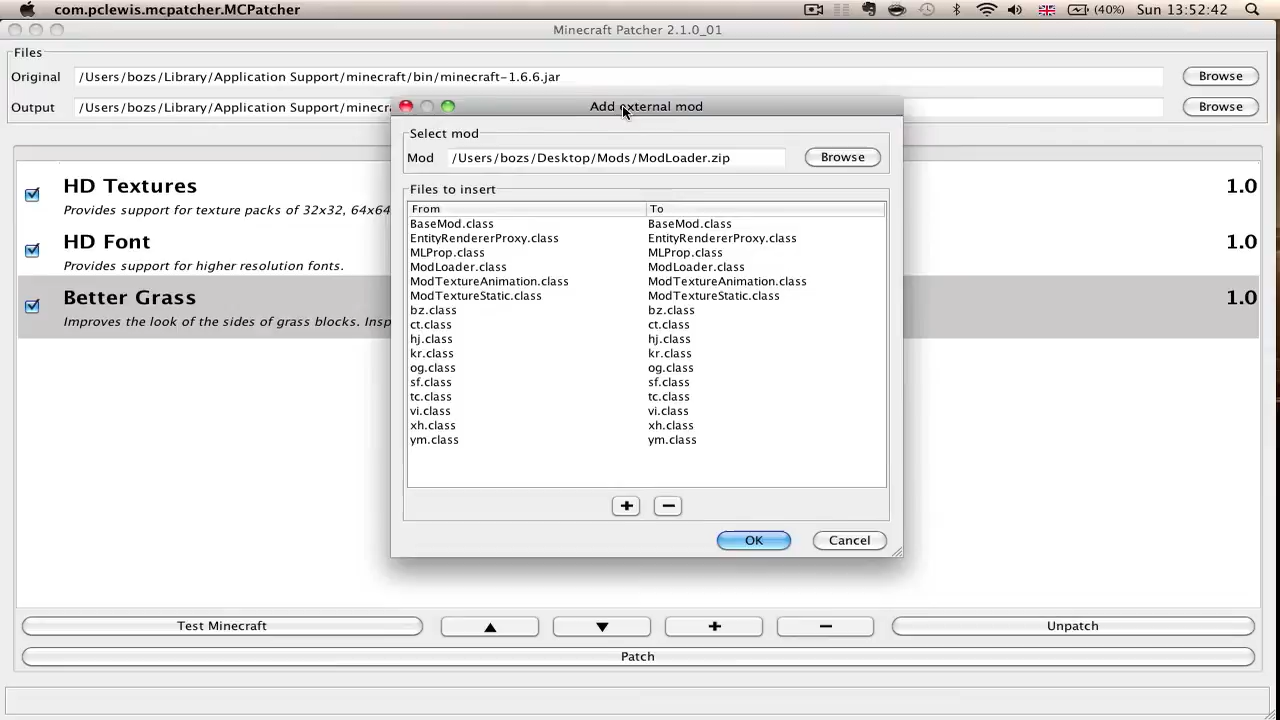 com.pclewis.mcpatcher.MCPatcher (40%) Sun 13:52:42
Minecraft Patcher 2.1.0_01
Files
Original /Users/bozs/Library/Application Support/minecraft/bin/minecraft-1.6.6.jar Browse
Output /Users/bozs/Library/Application Support/minecra Browse
Add external mod
Select mod
Mod /Users/bozs/Desktop/Mods/ModLoader.zip Browse
Files to insert
From To
BaseMod.class BaseMod.class
EntityRendererProxy.class EntityRendererProxy.class
MLProp.class MLProp.class
ModLoader.class ModLoader.class
ModTextureAnimation.class ModTextureAnimation.class
ModTextureStatic.class ModTextureStatic.class
bz.class bz.class
ct.class ct.class
hj.class hj.class
kr.class kr.class
og.class og.class
sf.class sf.class
tc.class tc.class
vi.class vi.class
xh.class xh.class
ym.class ym.class
OK Cancel
HD Textures 1.0
Provides support for texture packs of 32x32, 64x64
HD Font 1.0
Provides support for higher resolution fonts.
Better Grass 1.0
Improves the look of the sides of grass blocks. Insp
Test Minecraft Unpatch
Patch